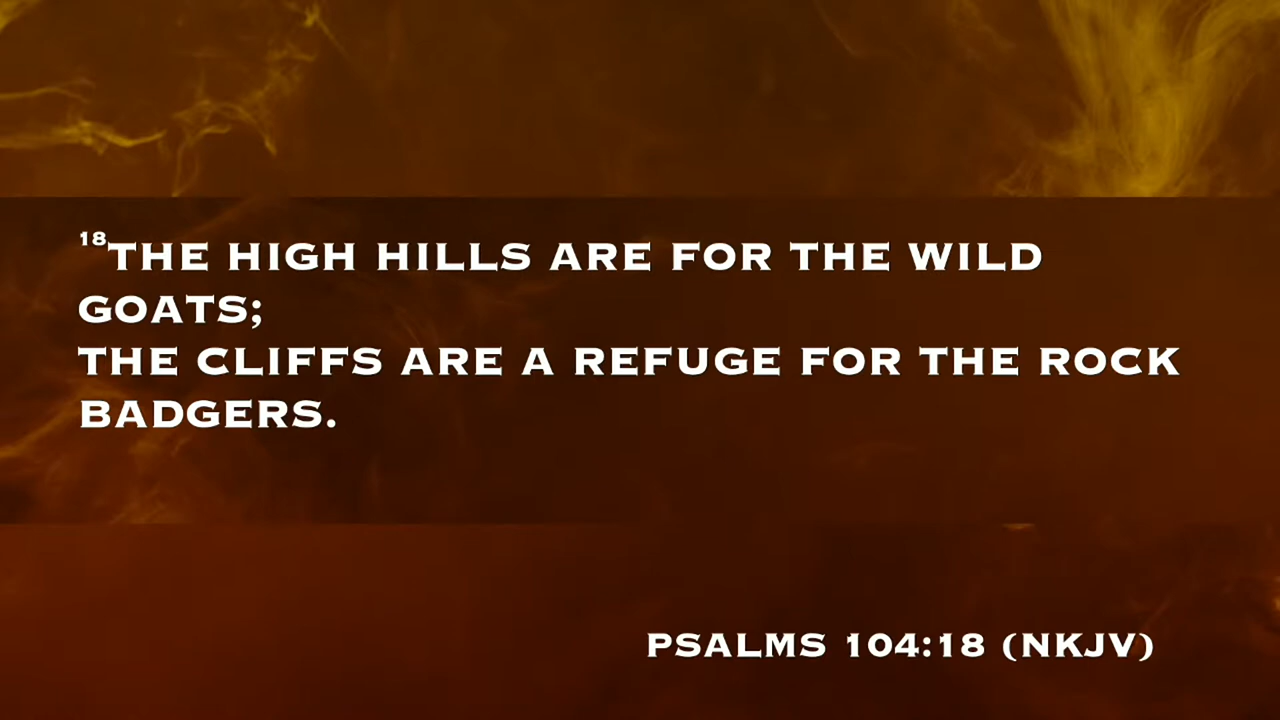 ¹⁸THE HIGH HILLS ARE FOR THE WILD
GOATS;
THE CLIFFS ARE A REFUGE FOR THE ROCK
BADGERS.
PSALMS 104:18 (NKJV)